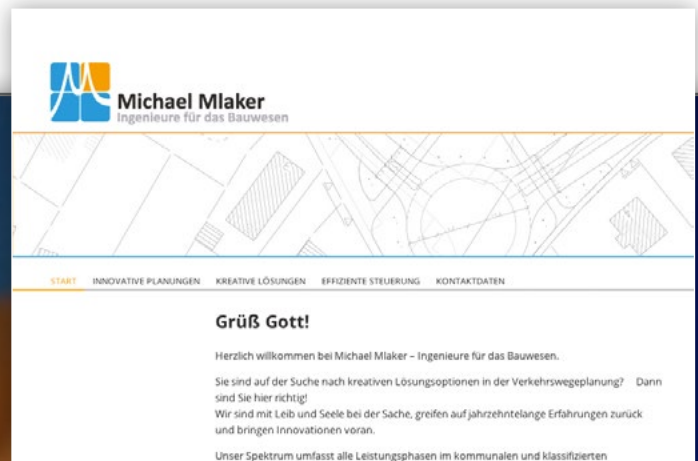 Michael Mlaker
Ingenieure für das Bauwesen
START INNOVATIVE PLANUNGEN KREATIVE LÖSUNGEN EFFIZIENTE STEUERUNG KONTAKTDATEN
Grüß Gott!
Herzlich willkommen bei Michael Mlaker – Ingenieure für das Bauwesen.
Sie sind auf der Suche nach kreativen Lösungsoptionen in der Verkehrswegeplanung? Dann
sind Sie hier richtig!
Wir sind mit Leib und Seele bei der Sache, greifen auf jahrzehntelange Erfahrungen zurück
und bringen Innovationen voran.
Unser Spektrum umfasst alle Leistungsphasen im kommunalen und klassifizierten